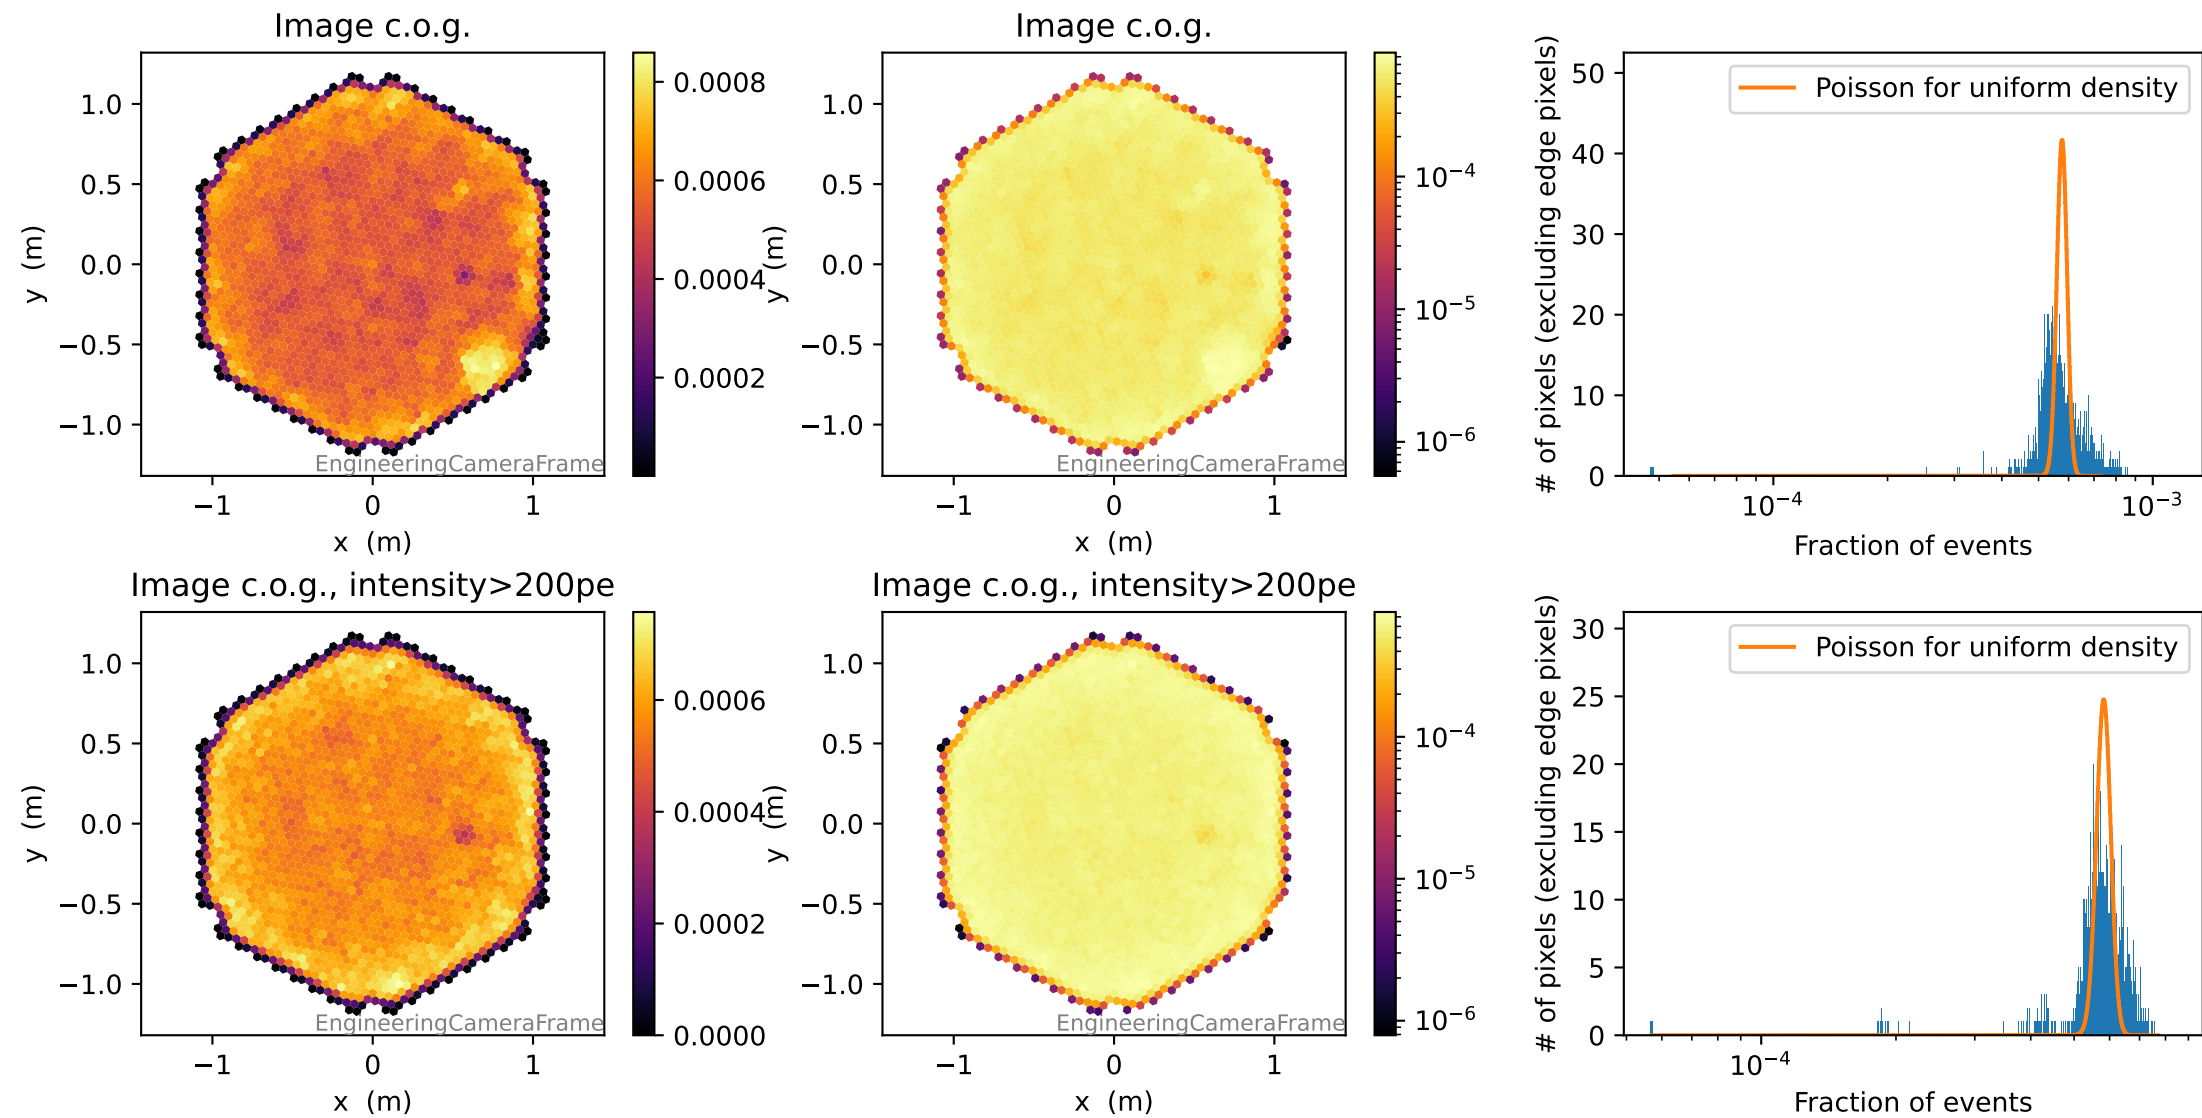 Image c.o.g.
1.0
0.5
0.0
−0.5
−1.0
y (m)
−1
0
1
x (m)
EngineeringCameraFrame
0.0008
0.0006
0.0004
0.0002
Image c.o.g.
1.0
0.5
0.0
−0.5
−1.0
y (m)
−1
0
1
x (m)
EngineeringCameraFrame
10⁻⁴
10⁻⁵
10⁻⁶
Poisson for uniform density
50
40
30
20
10
0
# of pixels (excluding edge pixels)
10⁻⁴
10⁻³
Fraction of events
Image c.o.g., intensity>200pe
1.0
0.5
0.0
−0.5
−1.0
y (m)
−1
0
1
x (m)
EngineeringCameraFrame
0.0006
0.0004
0.0002
0.0000
Image c.o.g., intensity>200pe
1.0
0.5
0.0
−0.5
−1.0
y (m)
−1
0
1
x (m)
EngineeringCameraFrame
10⁻⁴
10⁻⁵
10⁻⁶
Poisson for uniform density
30
25
20
15
10
5
0
# of pixels (excluding edge pixels)
10⁻⁴
Fraction of events